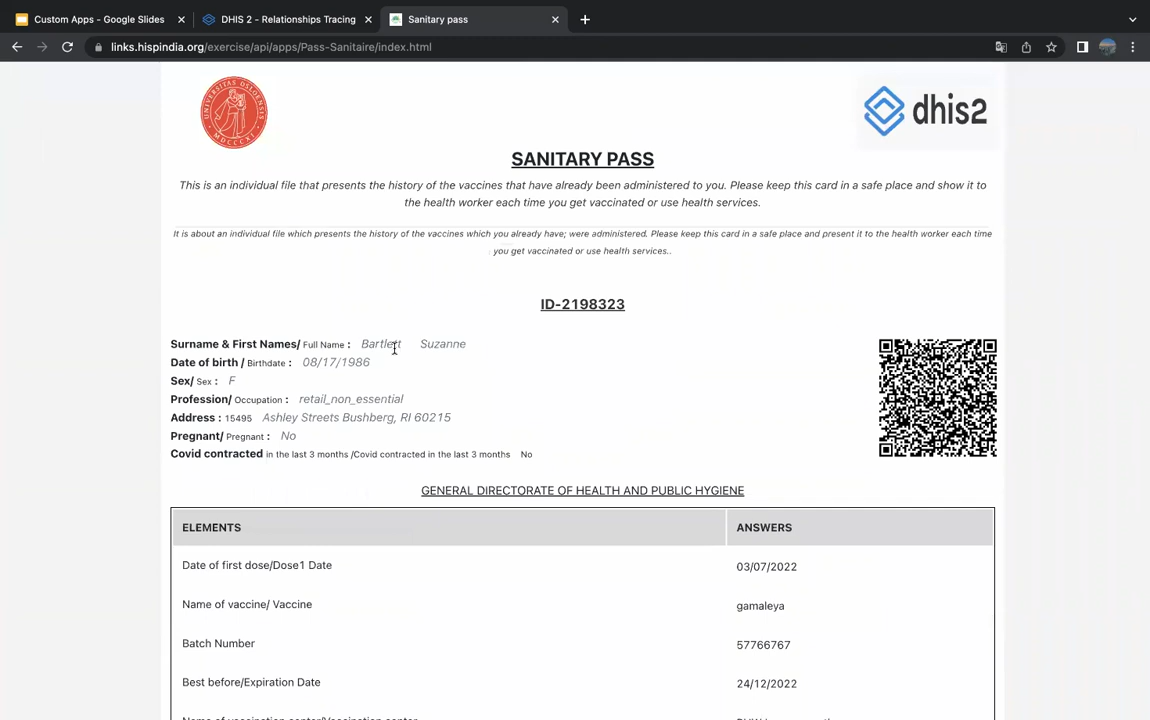 Custom Apps - Google Slides
DHIS 2 - Relationships Tracing
Sanitary pass
links.hispindia.org/exercise/api/apps/Pass-Sanitaire/index.html
UNIVERSITAS OSLOENSIS
MDCCCXI
dhis2
SANITARY PASS
This is an individual file that presents the history of the vaccines that have already been administered to you. Please keep this card in a safe place and show it to
the health worker each time you get vaccinated or use health services.
It is about an individual file which presents the history of the vaccines which you already have; were administered. Please keep this card in a safe place and present it to the health worker each time
you get vaccinated or use health services..
ID-2198323
Surname & First Names/ Full Name : Bartlett Suzanne
Date of birth / Birthdate : 08/17/1986
Sex/ Sex : F
Profession/ Occupation : retail_non_essential
Address : 15495 Ashley Streets Bushberg, RI 60215
Pregnant/ Pregnant : No
Covid contracted in the last 3 months /Covid contracted in the last 3 months No
GENERAL DIRECTORATE OF HEALTH AND PUBLIC HYGIENE
ELEMENTS ANSWERS
Date of first dose/Dose1 Date 03/07/2022
Name of vaccine/ Vaccine gamaleya
Batch Number 57766767
Best before/Expiration Date 24/12/2022
Name of vaccination center/Vaccination center